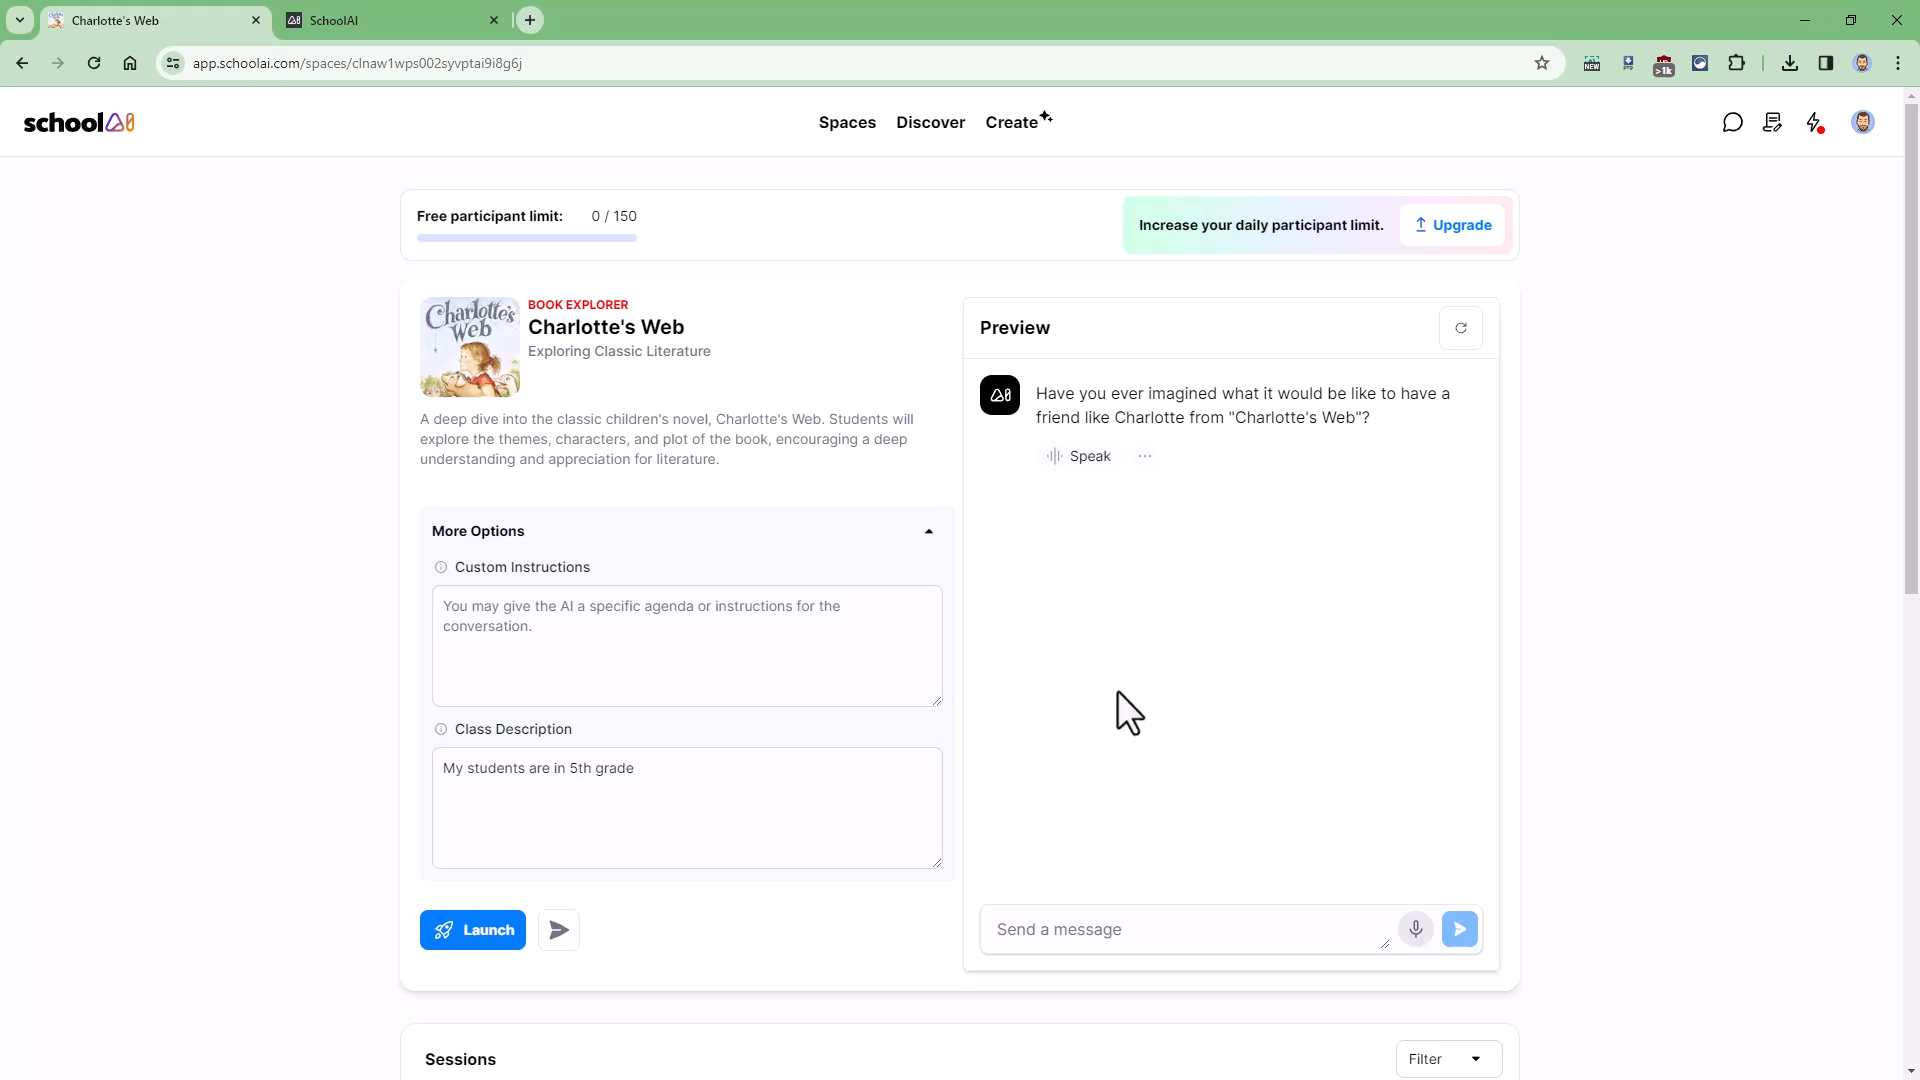 Charlotte's Web
SchoolAI
app.schoolai.com/spaces/clnaw1wps002syvptai9i8g6j
NEW
>1k
schoolAI
Spaces
Discover
Create
Free participant limit: 0 / 150
Increase your daily participant limit.
Upgrade
Charlotte's
Web
BOOK EXPLORER
Charlotte's Web
Exploring Classic Literature
A deep dive into the classic children's novel, Charlotte's Web. Students will
explore the themes, characters, and plot of the book, encouraging a deep
understanding and appreciation for literature.
More Options
Custom Instructions
You may give the AI a specific agenda or instructions for the
conversation.
Class Description
My students are in 5th grade
Launch
Preview
Have you ever imagined what it would be like to have a
friend like Charlotte from "Charlotte's Web"?
Speak
Send a message
Sessions
Filter